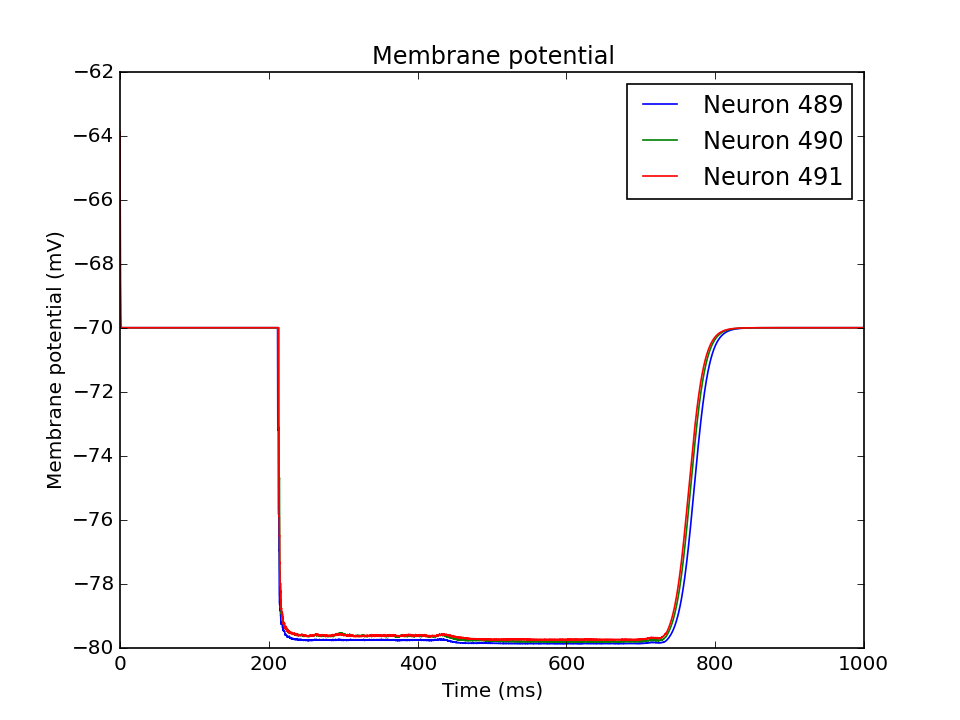 Membrane potential
Neuron 489
Neuron 490
Neuron 491
Membrane potential (mV)
−62
−64
−66
−68
−70
−72
−74
−76
−78
−80
0 200 400 600 800 1000
Time (ms)